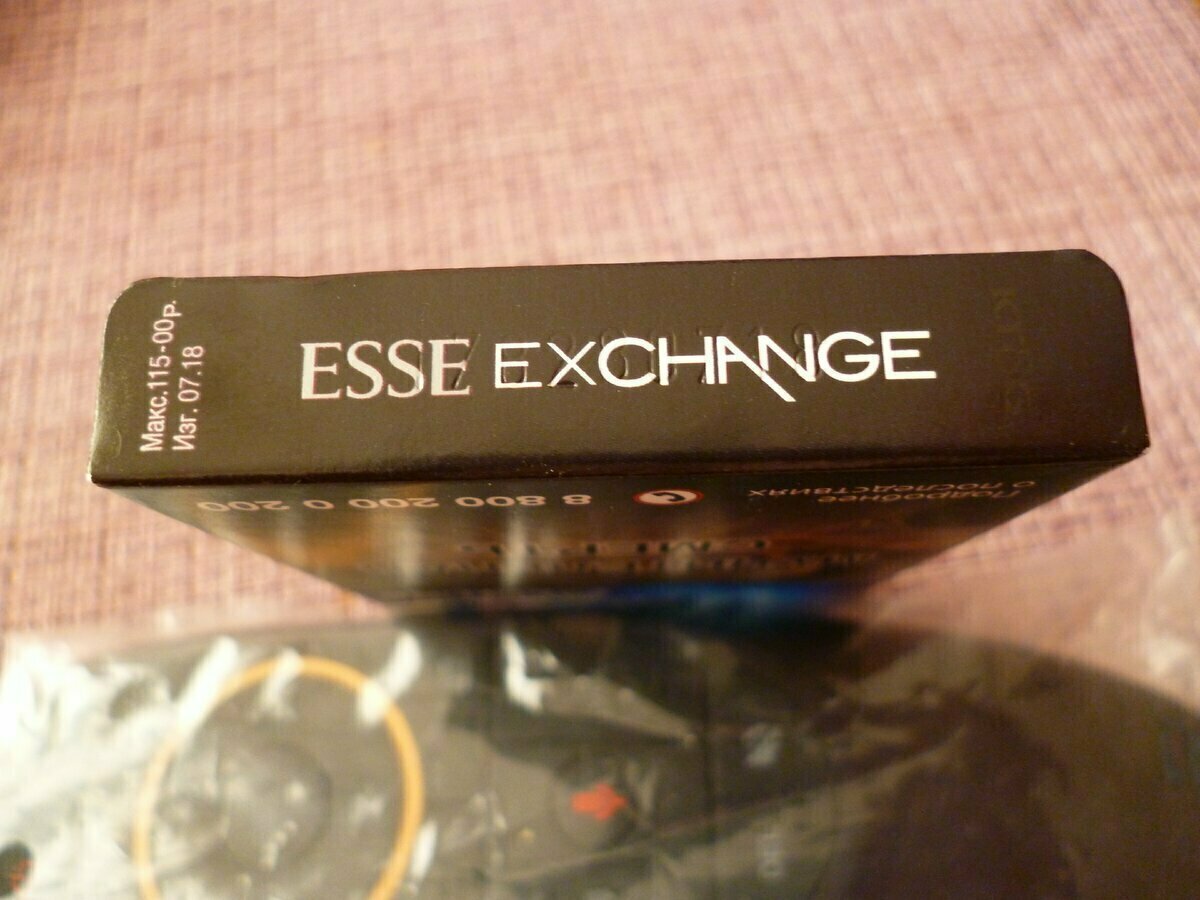 Макс.115-00р.
Изг. 07.18
ESSE EXCHANGE
8 800 200 0 200
Подробнее
о последствиях